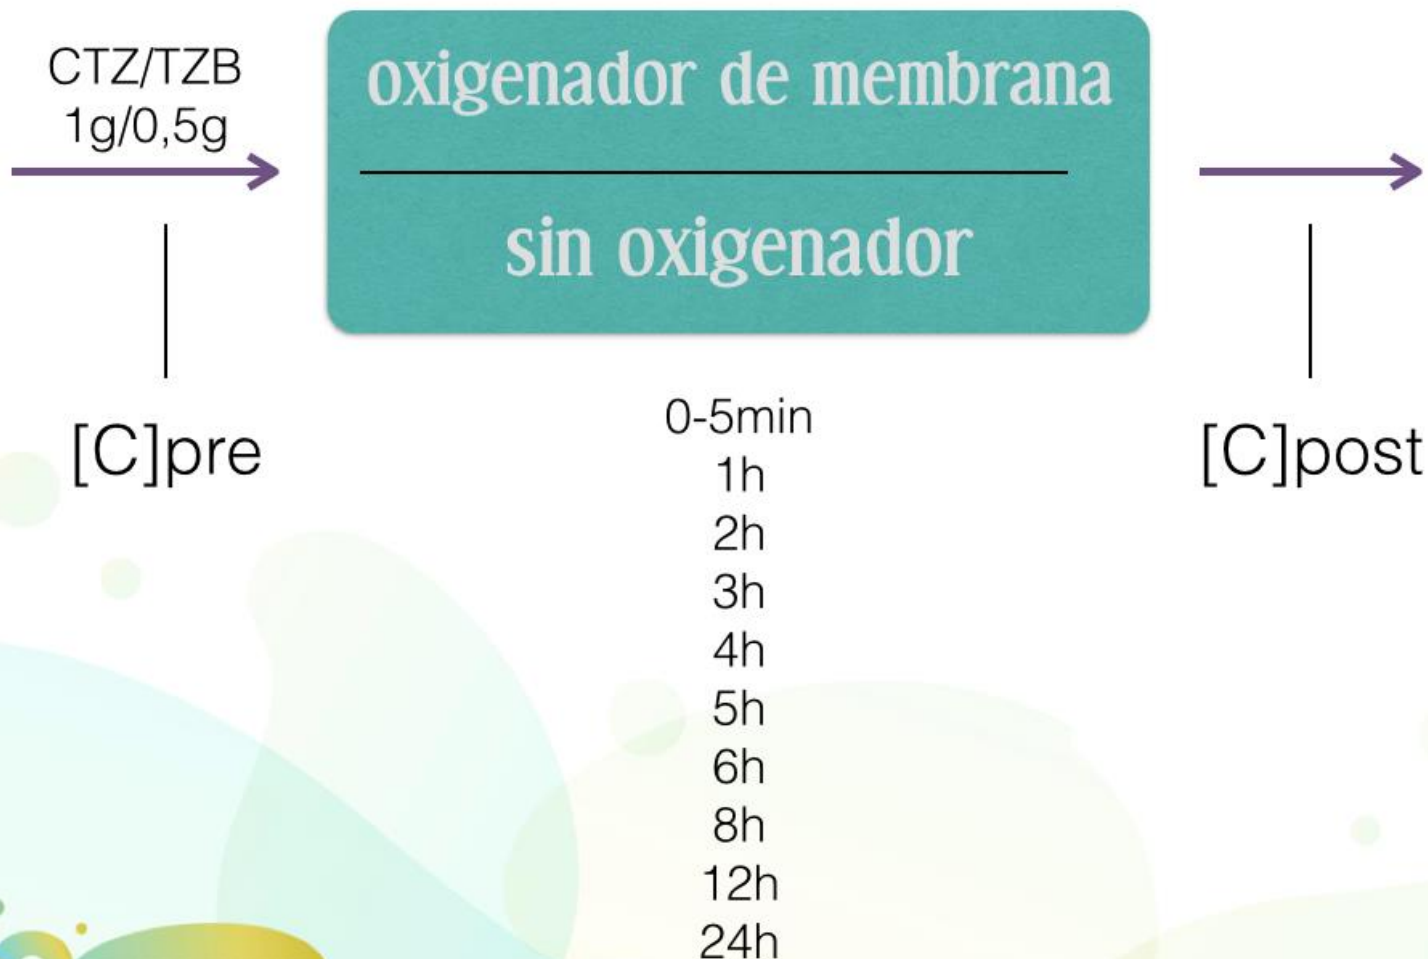 CTZ/TZB
1g/0,5g
oxigenador de membrana
sin oxigenador
[C]pre
[C]post
0-5min
1h
2h
3h
4h
5h
6h
8h
12h
24h